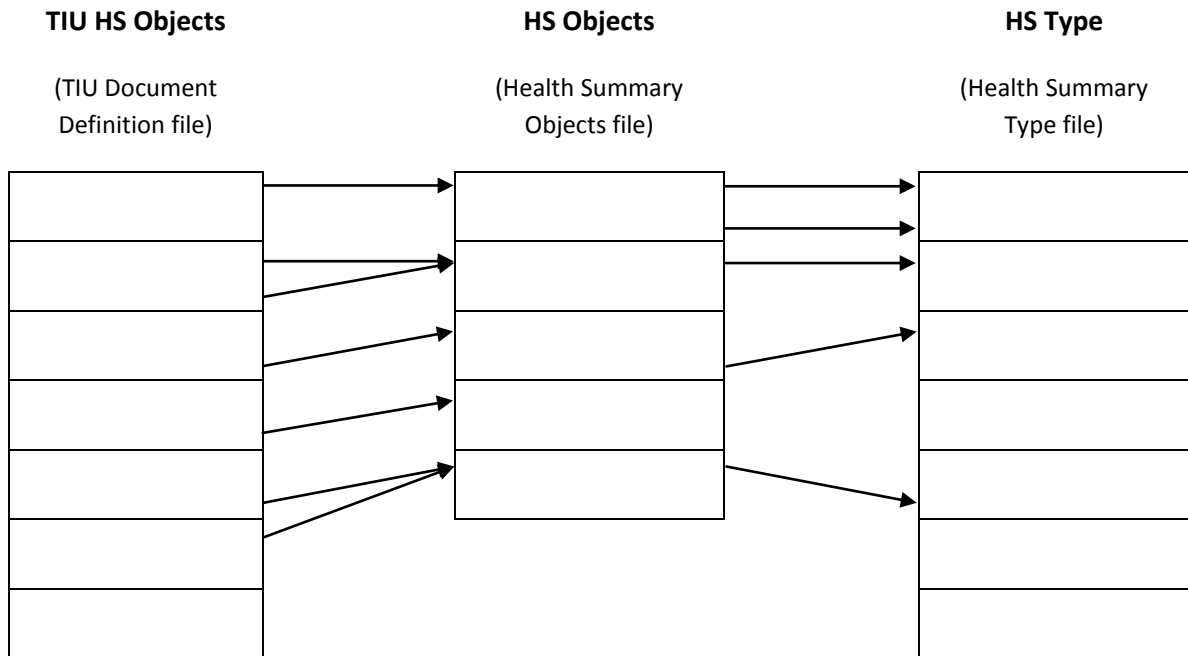 TIU HS Objects
HS Objects
HS Type
(TIU Document
Definition file)
(Health Summary
Objects file)
(Health Summary
Type file)